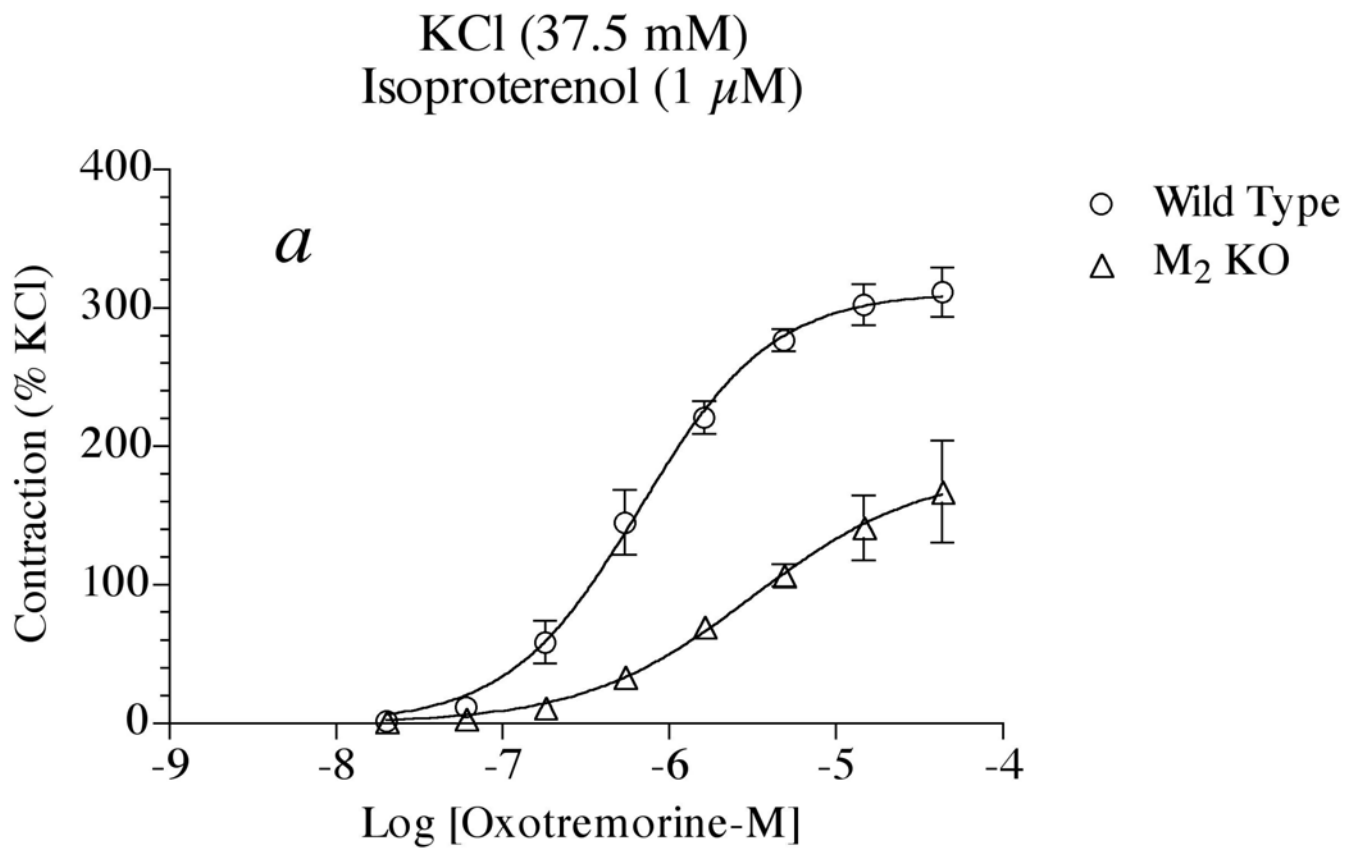 KCl (37.5 mM)
Isoproterenol (1 µM)
400
300
200
100
0
Contraction (% KCl)
a
Wild Type
M₂ KO
-9 -8 -7 -6 -5 -4
Log [Oxotremorine-M]